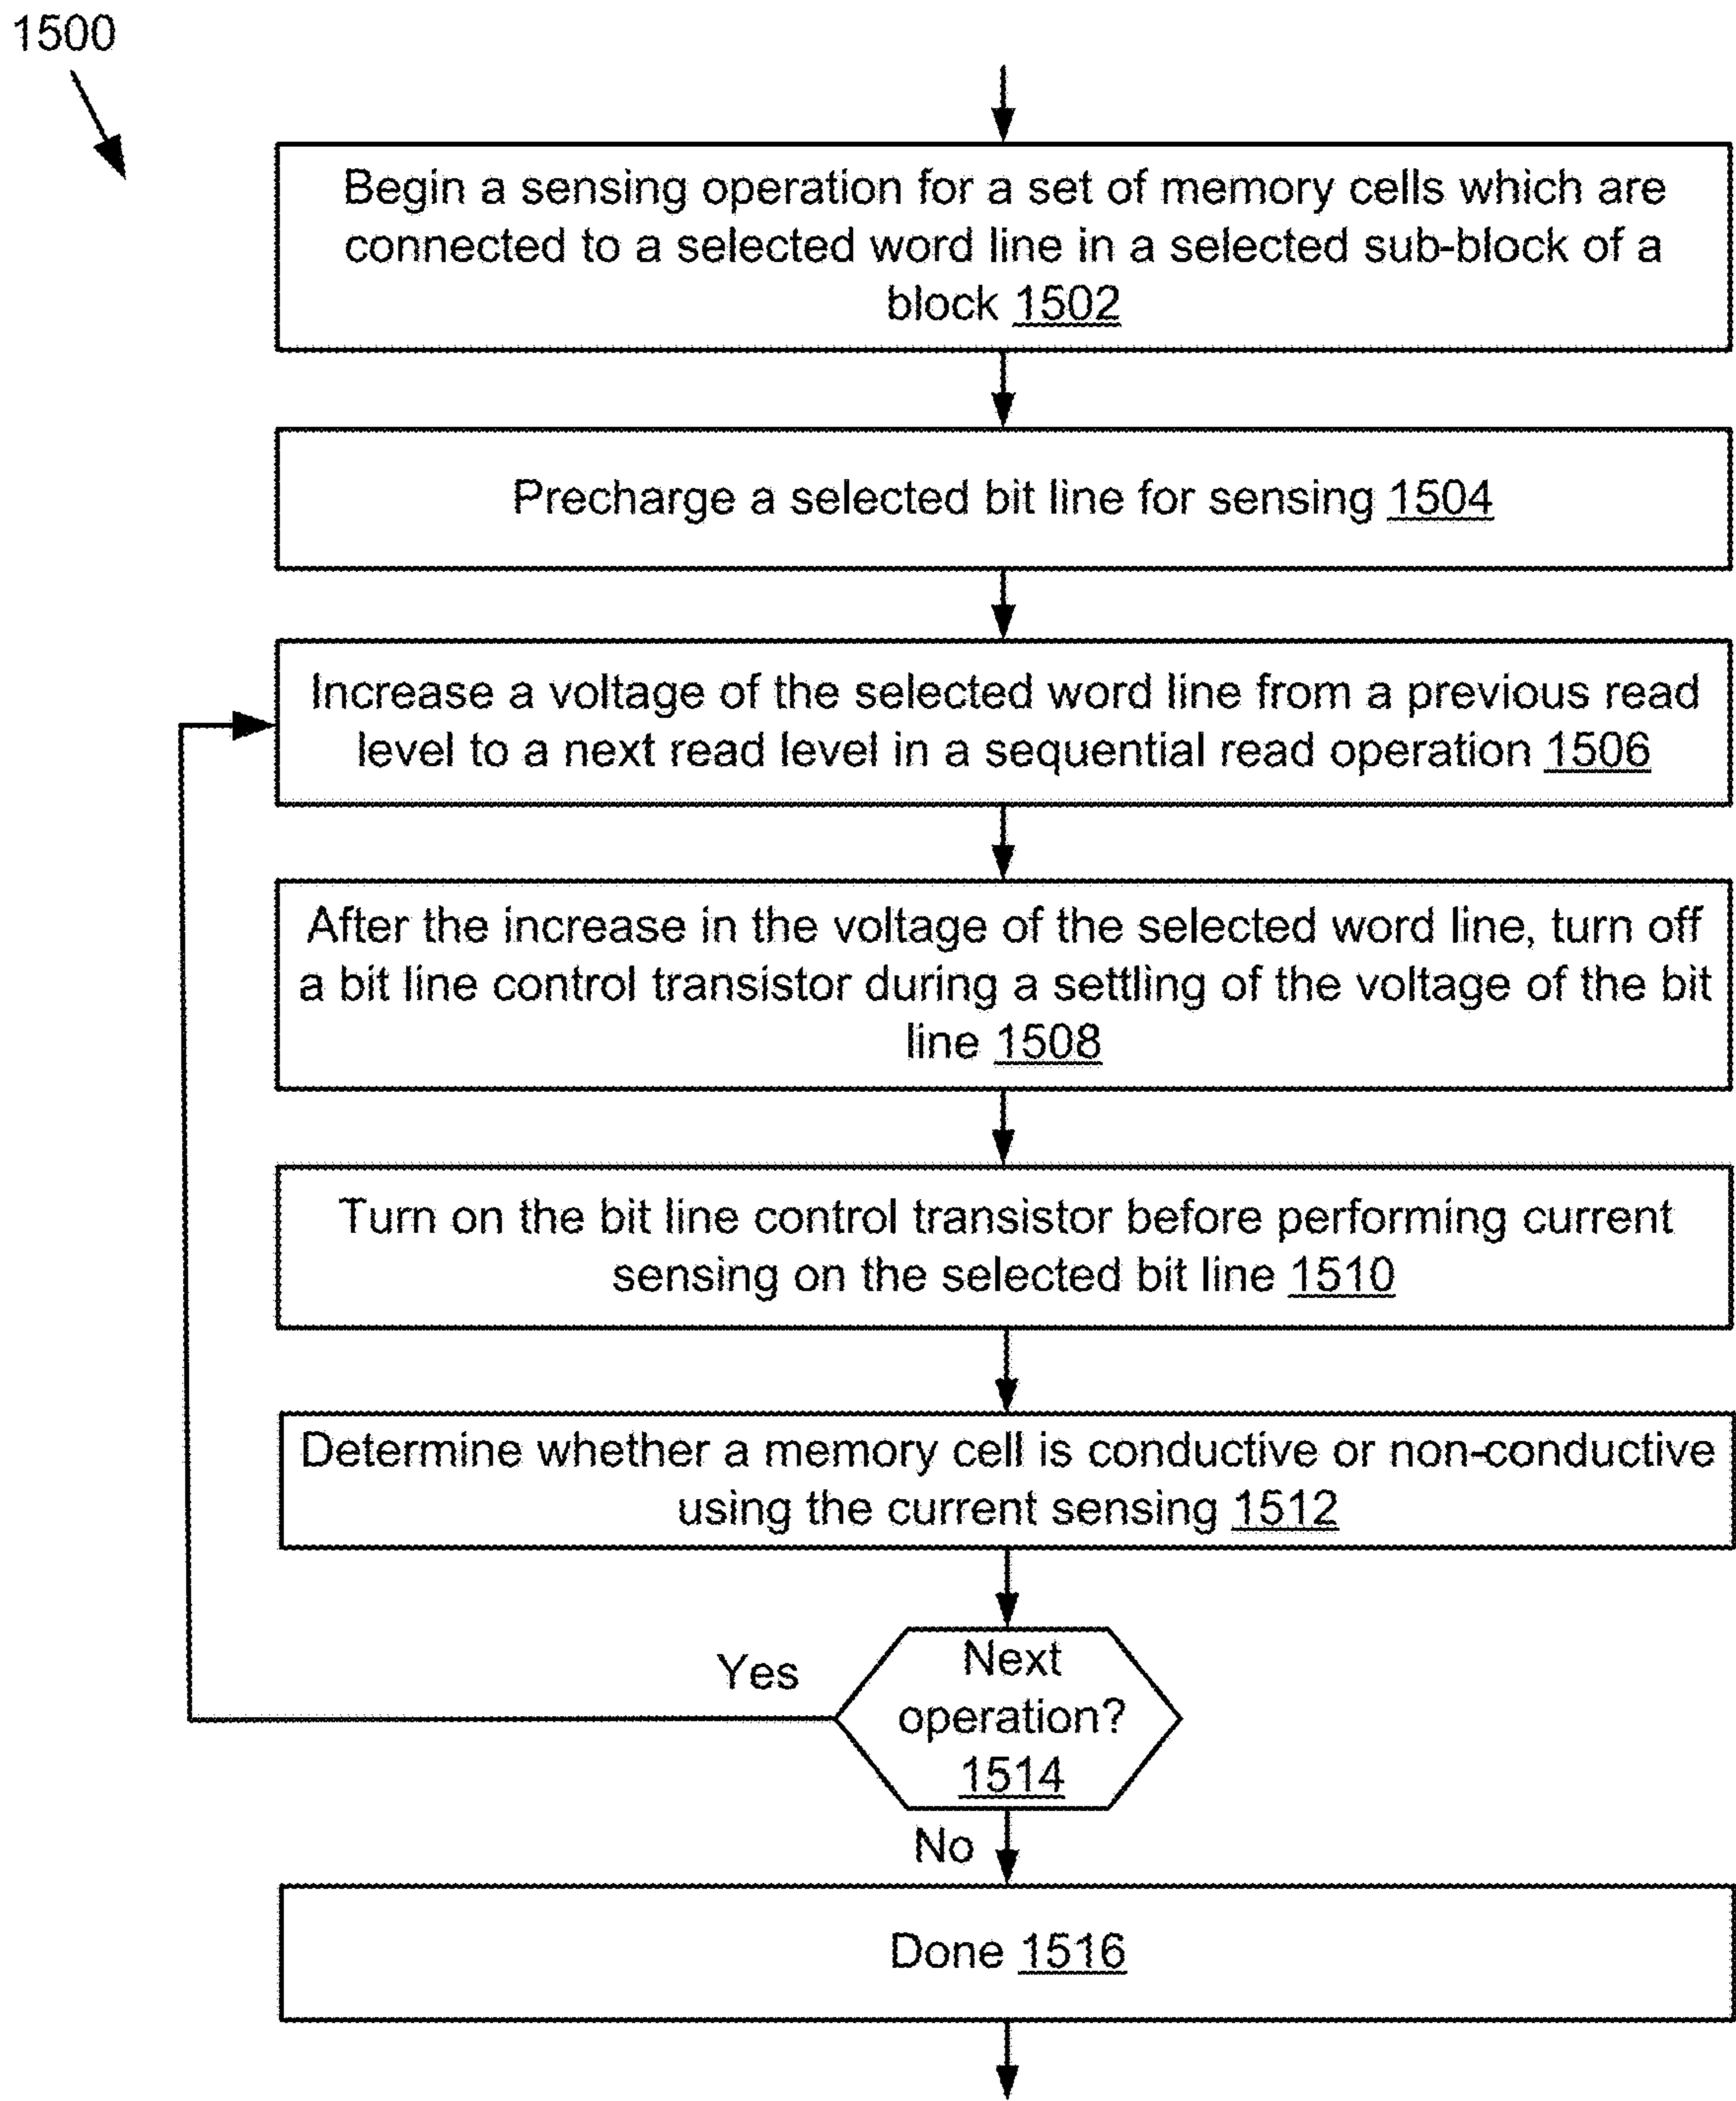 1500
Begin a sensing operation for a set of memory cells which are
connected to a selected word line in a selected sub-block of a
block 1502
Precharge a selected bit line for sensing 1504
Increase a voltage of the selected word line from a previous read
level to a next read level in a sequential read operation 1506
After the increase in the voltage of the selected word line, turn off
a bit line control transistor during a settling of the voltage of the bit
line 1508
Turn on the bit line control transistor before performing current
sensing on the selected bit line 1510
Determine whether a memory cell is conductive or non-conductive
using the current sensing 1512
Yes
Next
operation?
1514
No
Done 1516